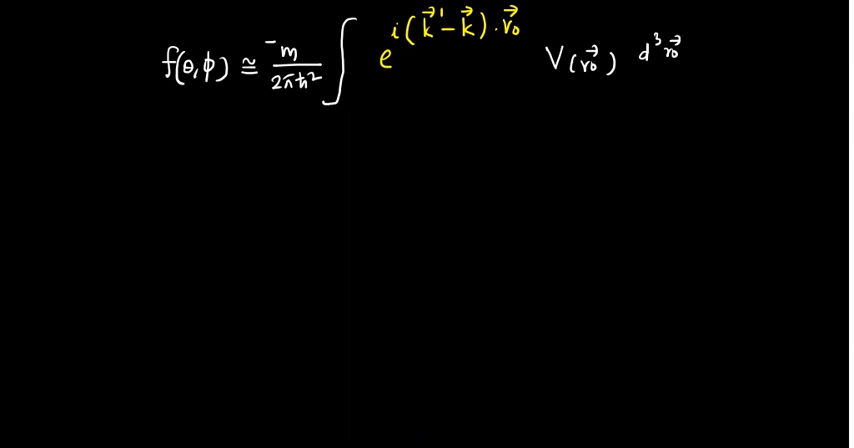 f(θ,φ) ≅ -m/2πħ² ∫ e^{i(k⃗' - k⃗)·r⃗₀} V(r⃗₀) d³r⃗₀